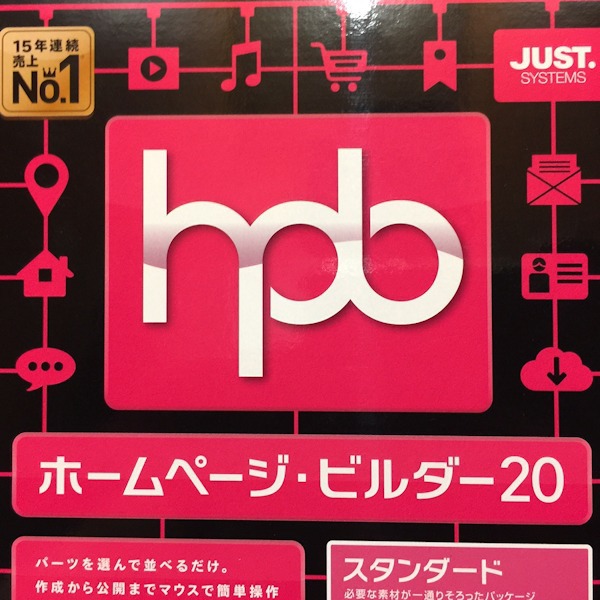 15年連続
売上
No.1
JUST.
SYSTEMS
hpb
ホームページ・ビルダー20
パーツを選んで並べるだけ。
作成から公開までマウスで簡単操作
スタンダード
必要な素材が一通りそろったパッケージ